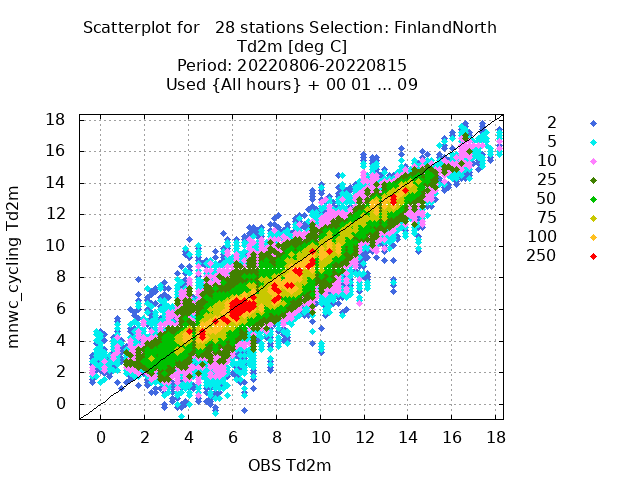 Scatterplot for   28 stations Selection: FinlandNorth
Td2m [deg C]
Period: 20220806-20220815
Used {All hours} + 00 01 ... 09
18
16
14
12
10
8
6
4
2
0
mnwc_cycling Td2m
0 2 4 6 8 10 12 14 16 18
OBS Td2m
2
5
10
25
50
75
100
250